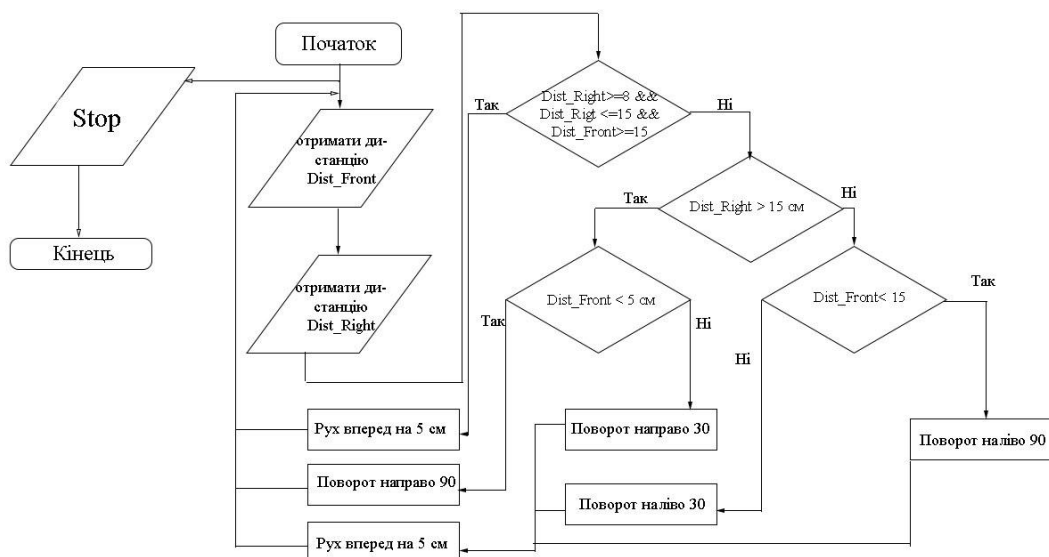 Початок
Stop
Кінець
отримати ди-
станцію
Dist_Front
отримати ди-
станцію
Dist_Right
Так
Dist_Right>=8 &&
Dist_Rigt <=15 &&
Dist_Front>=15
Ні
Так
Dist_Right > 15 см
Ні
Так
Dist_Front < 5 см
Ні
Ні
Dist_Front< 15
Так
Рух вперед на 5 см
Поворот направо 30
Поворот наліво 90
Поворот направо 90
Поворот наліво 30
Рух вперед на 5 см